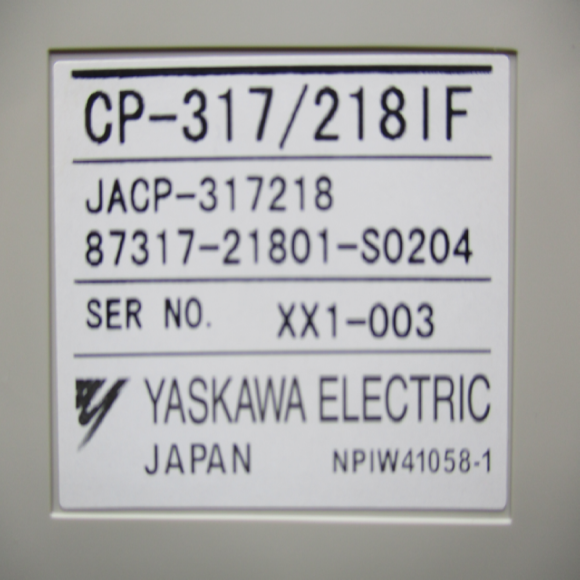 CP-317/218IF
JACP-317218
87317-21801-S0204
SER NO. XX1-003
YASKAWA ELECTRIC
JAPAN NPIW41058-1